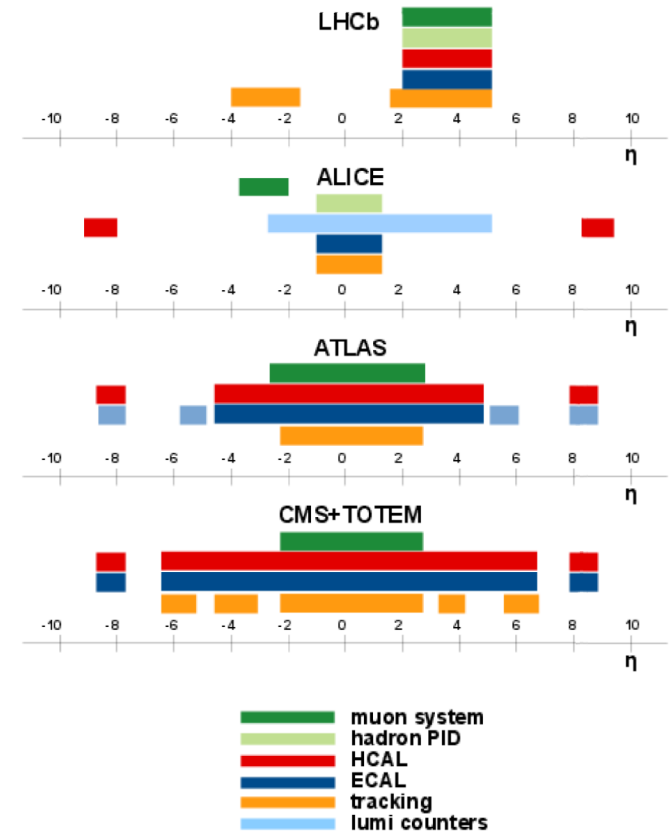 LHCb
-10 -8 -6 -4 -2 0 2 4 6 8 10
η
ALICE
-10 -8 -6 -4 -2 0 2 4 6 8 10
η
ATLAS
-10 -8 -6 -4 -2 0 2 4 6 8 10
η
CMS+TOTEM
-10 -8 -6 -4 -2 0 2 4 6 8 10
η
muon system
hadron PID
HCAL
ECAL
tracking
lumi counters